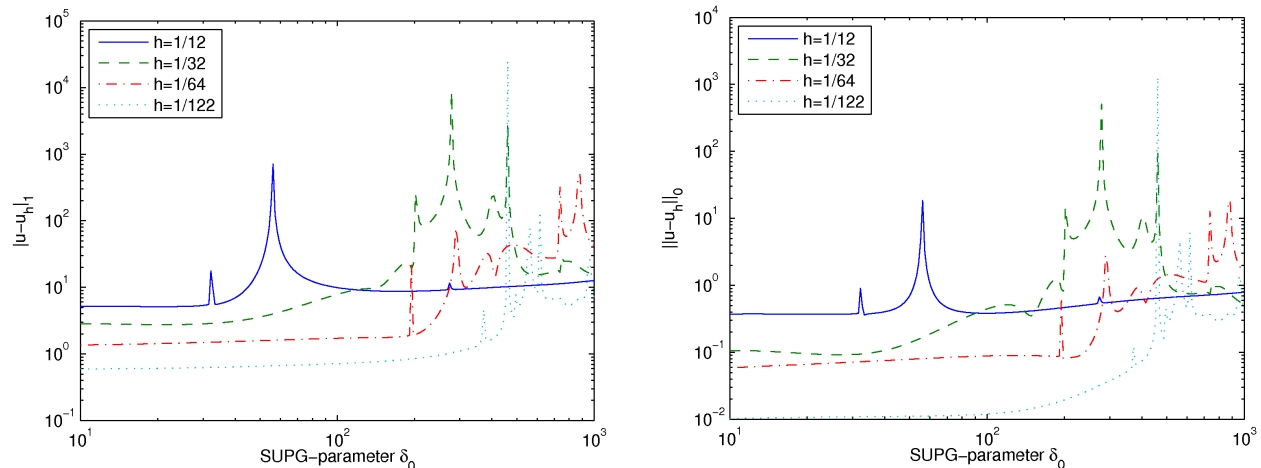 10^5
10^4
10^3
10^2
10^1
10^0
10^-1
|u-u_h|_1
h=1/12
h=1/32
h=1/64
h=1/122
10^1
10^2
10^3
SUPG-parameter δ_0
10^4
10^3
10^2
10^1
10^0
10^-1
10^-2
||u-u_h||_0
h=1/12
h=1/32
h=1/64
h=1/122
10^1
10^2
10^3
SUPG-parameter δ_0